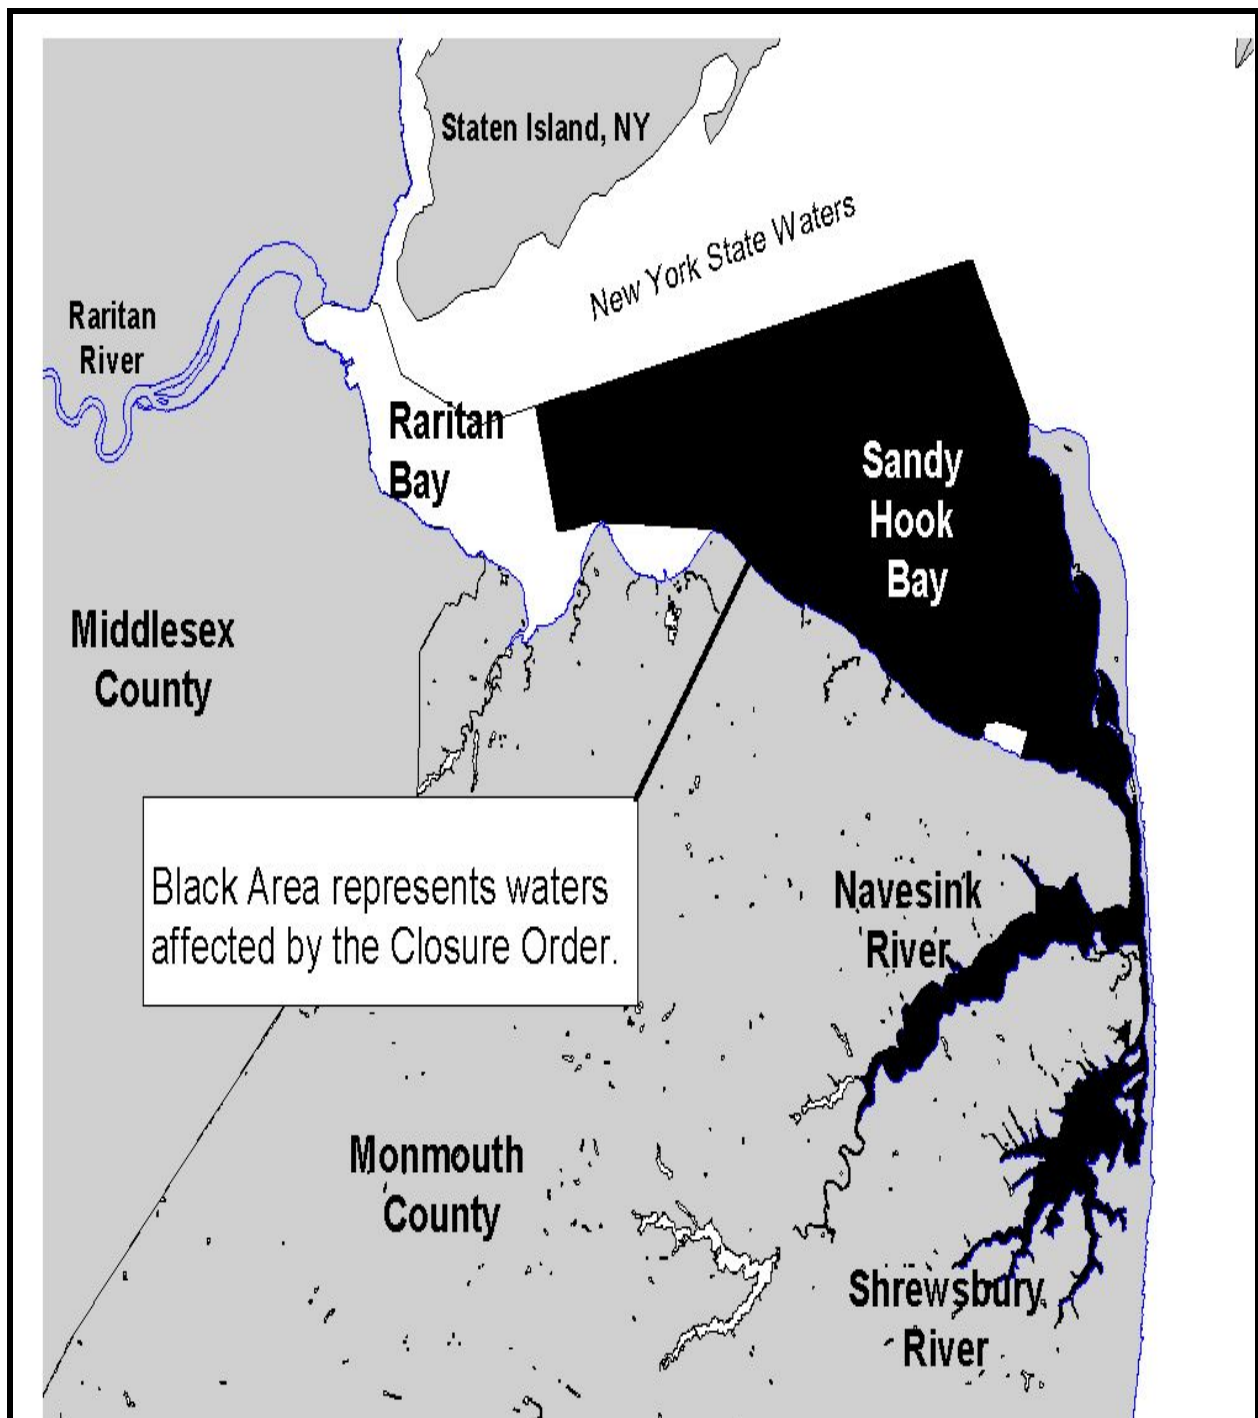 Staten Island, NY
New York State Waters
Raritan
River
Raritan
Bay
Sandy
Hook
Bay
Middlesex
County
Black Area represents waters
affected by the Closure Order.
Navesink
River
Monmouth
County
Shrewsbury
River